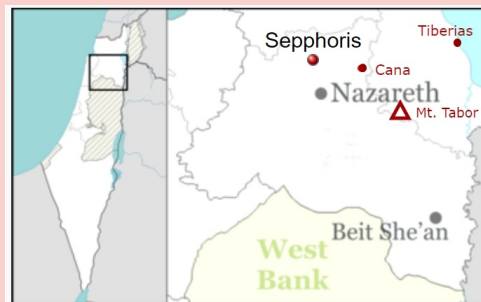 Tiberias
Sepphoris
Cana
Nazareth
Mt. Tabor
Beit She'an
West
Bank